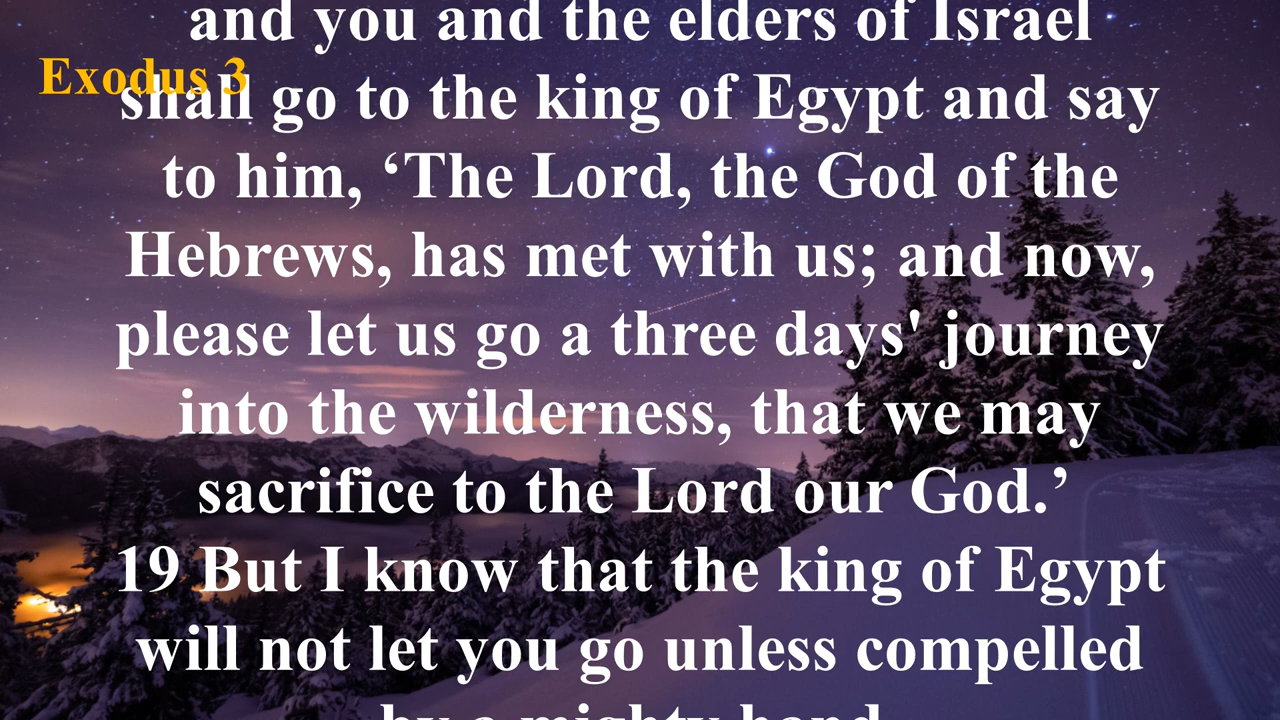 and you and the elders of Israel
Exodus 3
shall go to the king of Egypt and say
to him, ‘The Lord, the God of the
Hebrews, has met with us; and now,
please let us go a three days' journey
into the wilderness, that we may
sacrifice to the Lord our God.’
19 But I know that the king of Egypt
will not let you go unless compelled
by a mighty hand